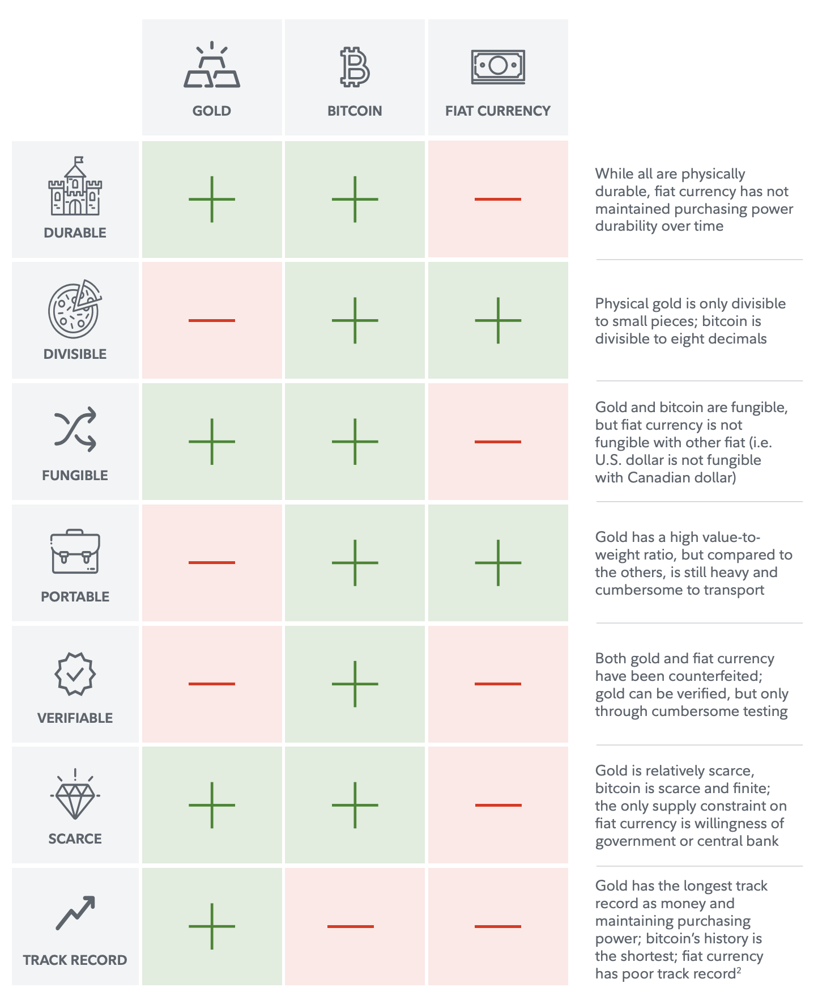 GOLD
BITCOIN
FIAT CURRENCY
DURABLE
While all are physically
durable, fiat currency has not
maintained purchasing power
durability over time
DIVISIBLE
Physical gold is only divisible
to small pieces; bitcoin is
divisible to eight decimals
FUNGIBLE
Gold and bitcoin are fungible,
but fiat currency is not
fungible with other fiat (i.e.
U.S. dollar is not fungible
with Canadian dollar)
PORTABLE
Gold has a high value-to-
weight ratio, but compared to
the others, is still heavy and
cumbersome to transport
VERIFIABLE
Both gold and fiat currency
have been counterfeited;
gold can be verified, but only
through cumbersome testing
SCARCE
Gold is relatively scarce,
bitcoin is scarce and finite;
the only supply constraint on
fiat currency is willingness of
government or central bank
TRACK RECORD
Gold has the longest track
record as money and
maintaining purchasing
power; bitcoin’s history is
the shortest; fiat currency
has poor track record²